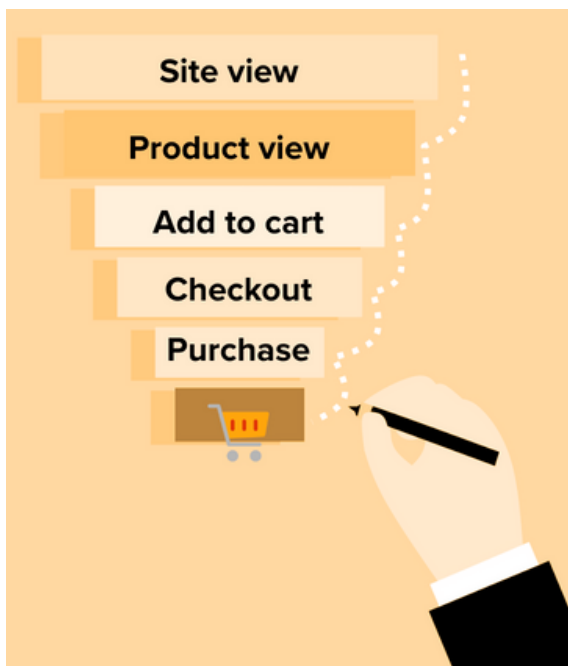 Site view
Product view
Add to cart
Checkout
Purchase